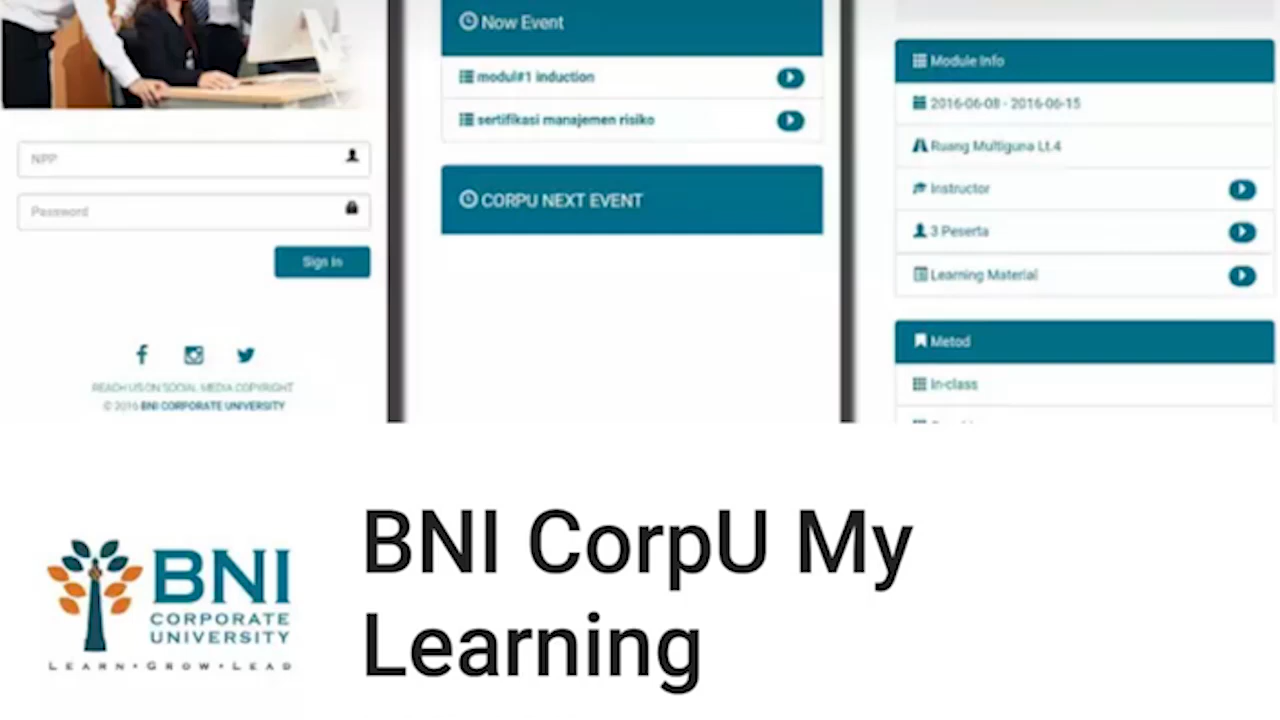 NPP
Password
Sign In
REACH US ON SOCIAL MEDIA COPYRIGHT
© 2016 BNI CORPORATE UNIVERSITY
Now Event
modul#1 induction
sertifikasi manajemen risiko
CORPU NEXT EVENT
Module Info
2016-06-08 - 2016-06-15
Ruang Multiguna Lt.4
Instructor
3 Peserta
Learning Material
Metod
In-class
BNI
CORPORATE
UNIVERSITY
LEARN•GROW•LEAD
BNI CorpU My
Learning